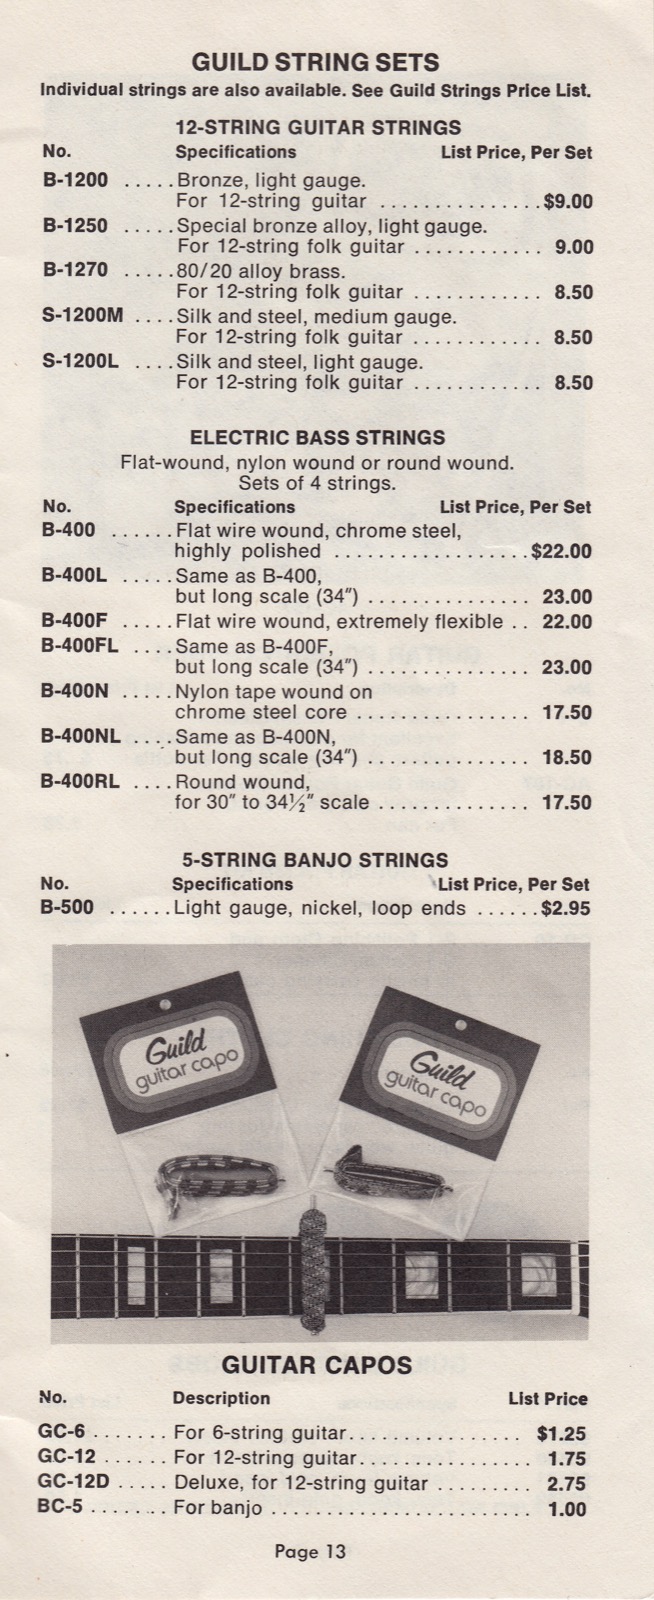 GUILD STRING SETS
Individual strings are also available. See Guild Strings Price List.
12-STRING GUITAR STRINGS
No. Specifications List Price, Per Set
B-1200 ..... Bronze, light gauge.
For 12-string guitar .............. $9.00
B-1250 ..... Special bronze alloy, light gauge.
For 12-string folk guitar ............ 9.00
B-1270 ..... 80/20 alloy brass.
For 12-string folk guitar ............ 8.50
S-1200M .... Silk and steel, medium gauge.
For 12-string folk guitar ............ 8.50
S-1200L .... Silk and steel, light gauge.
For 12-string folk guitar ............ 8.50
ELECTRIC BASS STRINGS
Flat-wound, nylon wound or round wound.
Sets of 4 strings.
No. Specifications List Price, Per Set
B-400 ...... Flat wire wound, chrome steel,
highly polished .................. $22.00
B-400L ..... Same as B-400,
but long scale (34″) ............... 23.00
B-400F ..... Flat wire wound, extremely flexible .. 22.00
B-400FL .... Same as B-400F,
but long scale (34″) ............... 23.00
B-400N ..... Nylon tape wound on
chrome steel core ................ 17.50
B-400NL .... Same as B-400N,
but long scale (34″) ............... 18.50
B-400RL .... Round wound,
for 30″ to 34½″ scale .............. 17.50
5-STRING BANJO STRINGS
No. Specifications List Price, Per Set
B-500 ...... Light gauge, nickel, loop ends ...... $2.95
Guild
guitar capo
Guild
guitar capo
GUITAR CAPOS
No. Description List Price
GC-6 ....... For 6-string guitar ................ $1.25
GC-12 ...... For 12-string guitar ............... 1.75
GC-12D ..... Deluxe, for 12-string guitar ......... 2.75
BC-5 ........ For banjo ........................ 1.00
Page 13